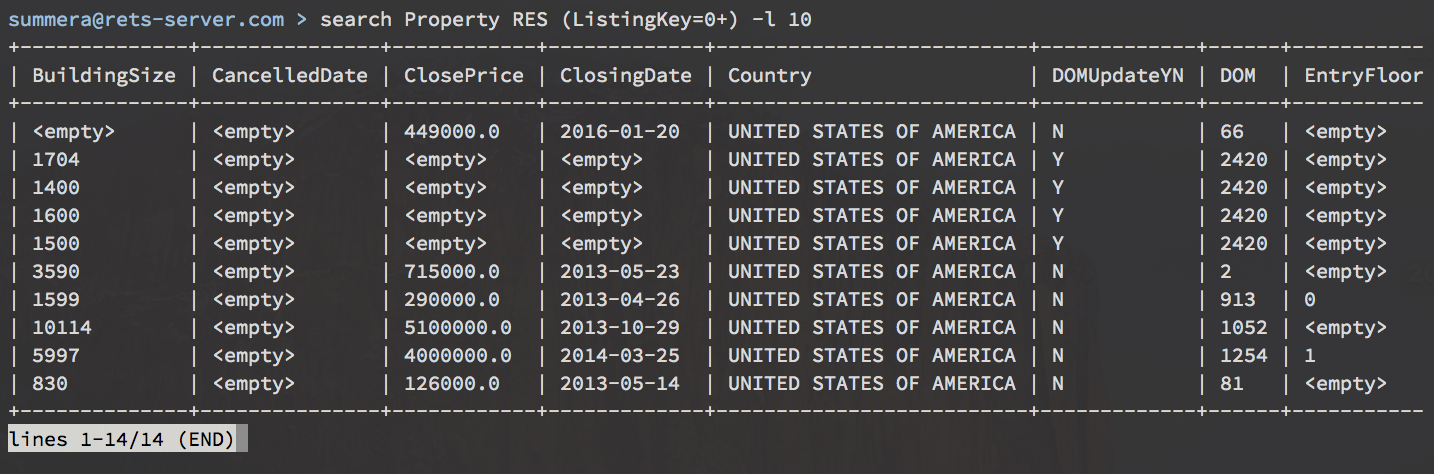 summera@rets-server.com > search Property RES (ListingKey=0+) -l 10
+--------------+---------------+------------+-------------+--------------------------+-------------+------+-----------
| BuildingSize | CancelledDate | ClosePrice | ClosingDate | Country                  | DOMUpdateYN | DOM  | EntryFloor
+--------------+---------------+------------+-------------+--------------------------+-------------+------+-----------
| <empty>      | <empty>       | 449000.0   | 2016-01-20  | UNITED STATES OF AMERICA | N           | 66   | <empty>
| 1704         | <empty>       | <empty>    | <empty>     | UNITED STATES OF AMERICA | Y           | 2420 | <empty>
| 1400         | <empty>       | <empty>    | <empty>     | UNITED STATES OF AMERICA | Y           | 2420 | <empty>
| 1600         | <empty>       | <empty>    | <empty>     | UNITED STATES OF AMERICA | Y           | 2420 | <empty>
| 1500         | <empty>       | <empty>    | <empty>     | UNITED STATES OF AMERICA | Y           | 2420 | <empty>
| 3590         | <empty>       | 715000.0   | 2013-05-23  | UNITED STATES OF AMERICA | N           | 2    | <empty>
| 1599         | <empty>       | 290000.0   | 2013-04-26  | UNITED STATES OF AMERICA | N           | 913  | 0
| 10114        | <empty>       | 5100000.0  | 2013-10-29  | UNITED STATES OF AMERICA | N           | 1052 | <empty>
| 5997         | <empty>       | 4000000.0  | 2014-03-25  | UNITED STATES OF AMERICA | N           | 1254 | 1
| 830          | <empty>       | 126000.0   | 2013-05-14  | UNITED STATES OF AMERICA | N           | 81   | <empty>
+--------------+---------------+------------+-------------+--------------------------+-------------+------+-----------
lines 1-14/14 (END)